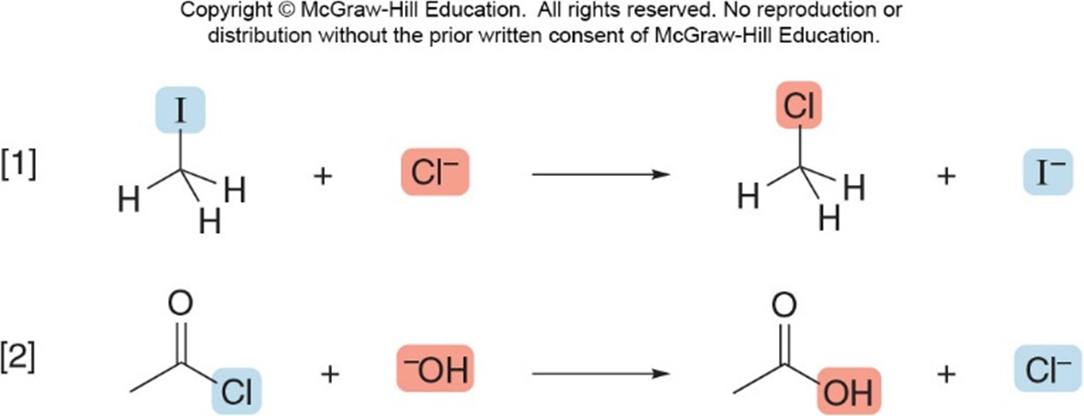 Copyright © McGraw-Hill Education. All rights reserved. No reproduction or
distribution without the prior written consent of McGraw-Hill Education.
I Cl
[1] + Cl⁻ + I⁻
H H H H
H H
O O
[2] + ⁻OH + Cl⁻
Cl OH